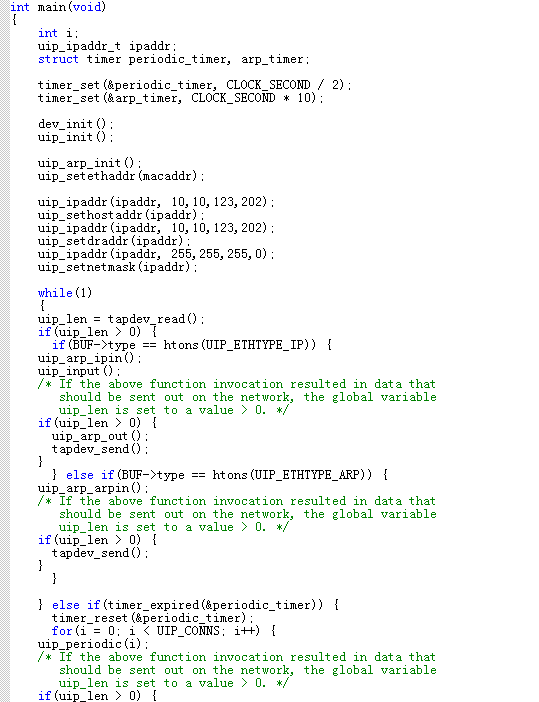 int main(void)
{
    int i;
    uip_ipaddr_t ipaddr;
    struct timer periodic_timer, arp_timer;

    timer_set(&periodic_timer, CLOCK_SECOND / 2);
    timer_set(&arp_timer, CLOCK_SECOND * 10);

    dev_init();
    uip_init();

    uip_arp_init();
    uip_setethaddr(macaddr);

    uip_ipaddr(ipaddr, 10,10,123,202);
    uip_sethostaddr(ipaddr);
    uip_ipaddr(ipaddr, 10,10,123,202);
    uip_setdraddr(ipaddr);
    uip_ipaddr(ipaddr, 255,255,255,0);
    uip_setnetmask(ipaddr);

    while(1)
    {
    uip_len = tapdev_read();
    if(uip_len > 0) {
      if(BUF->type == htons(UIP_ETHTYPE_IP)) {
    uip_arp_ipin();
    uip_input();
    /* If the above function invocation resulted in data that
       should be sent out on the network, the global variable
       uip_len is set to a value > 0. */
    if(uip_len > 0) {
      uip_arp_out();
      tapdev_send();
    }
      } else if(BUF->type == htons(UIP_ETHTYPE_ARP)) {
    uip_arp_arpin();
    /* If the above function invocation resulted in data that
       should be sent out on the network, the global variable
       uip_len is set to a value > 0. */
    if(uip_len > 0) {
      tapdev_send();
    }
      }

    } else if(timer_expired(&periodic_timer)) {
      timer_reset(&periodic_timer);
      for(i = 0; i < UIP_CONNS; i++) {
    uip_periodic(i);
    /* If the above function invocation resulted in data that
       should be sent out on the network, the global variable
       uip_len is set to a value > 0. */
    if(uip_len > 0) {